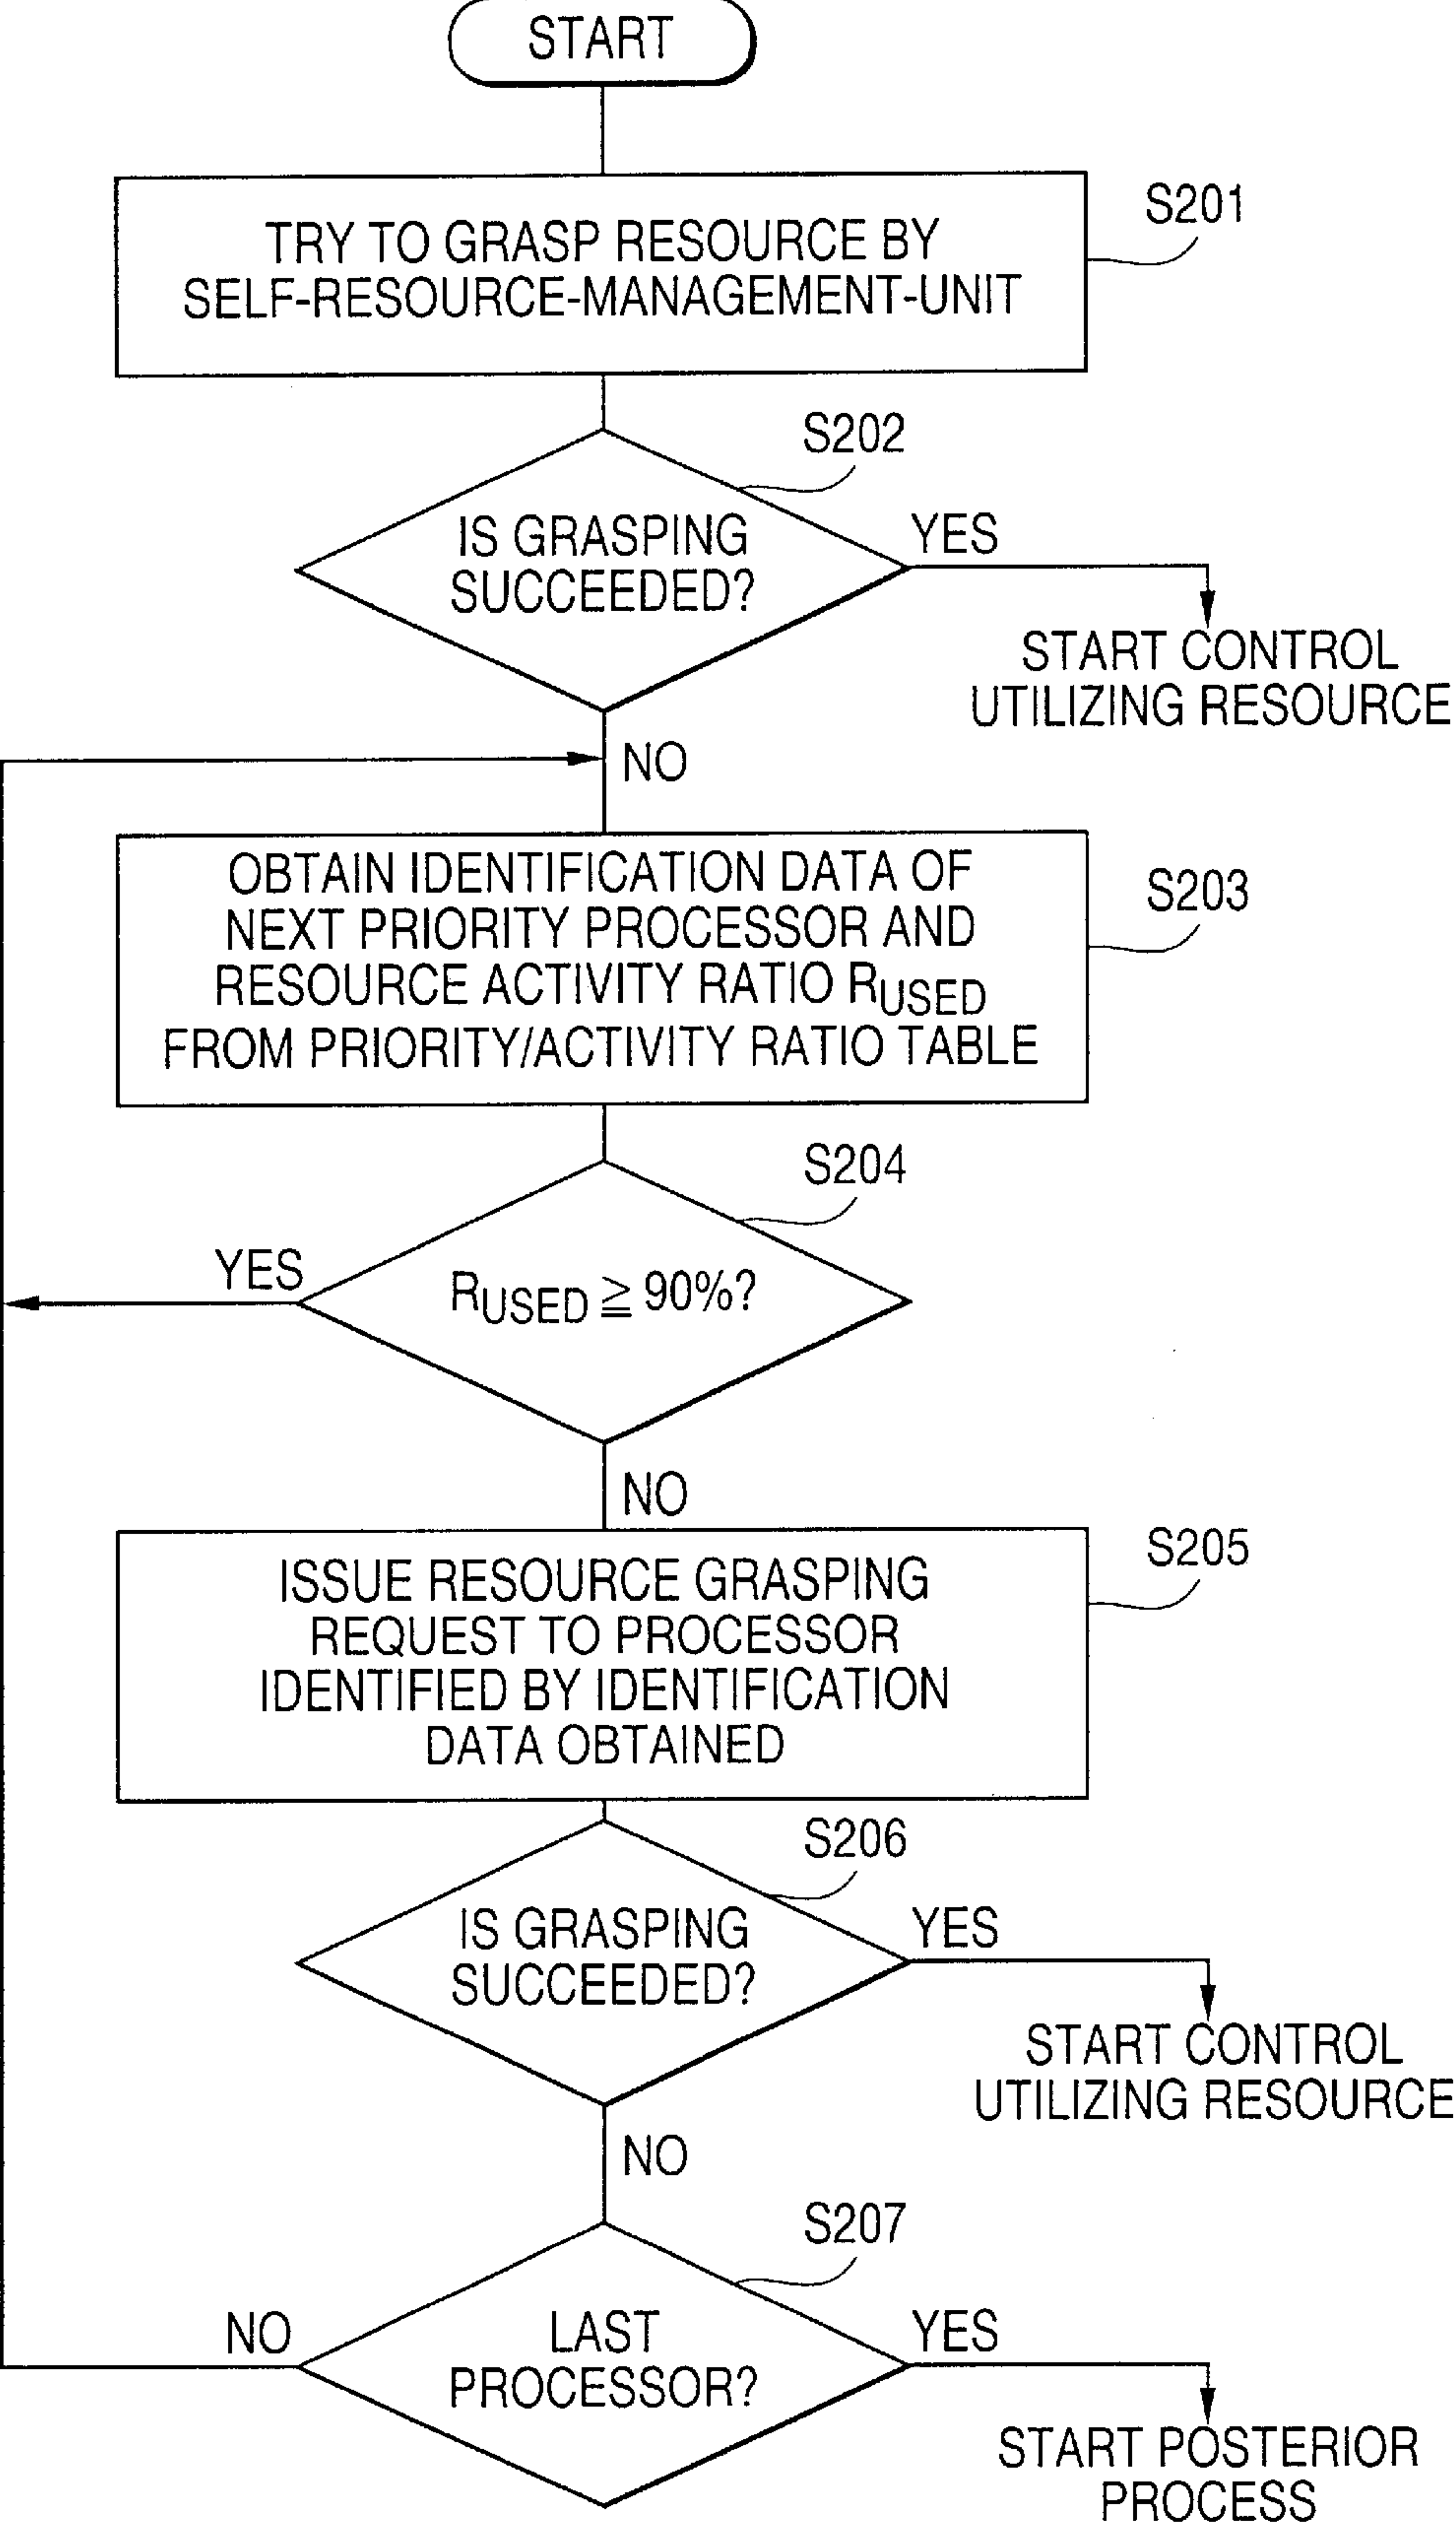 START
TRY TO GRASP RESOURCE BY
SELF-RESOURCE-MANAGEMENT-UNIT
S201
S202
IS GRASPING
SUCCEEDED?
YES
START CONTROL
UTILIZING RESOURCE
NO
OBTAIN IDENTIFICATION DATA OF
NEXT PRIORITY PROCESSOR AND
RESOURCE ACTIVITY RATIO RUSED
FROM PRIORITY/ACTIVITY RATIO TABLE
S203
S204
YES
RUSED ≧ 90%?
NO
ISSUE RESOURCE GRASPING
REQUEST TO PROCESSOR
IDENTIFIED BY IDENTIFICATION
DATA OBTAINED
S205
S206
IS GRASPING
SUCCEEDED?
YES
START CONTROL
UTILIZING RESOURCE
NO
S207
NO
LAST
PROCESSOR?
YES
START POSTERIOR
PROCESS